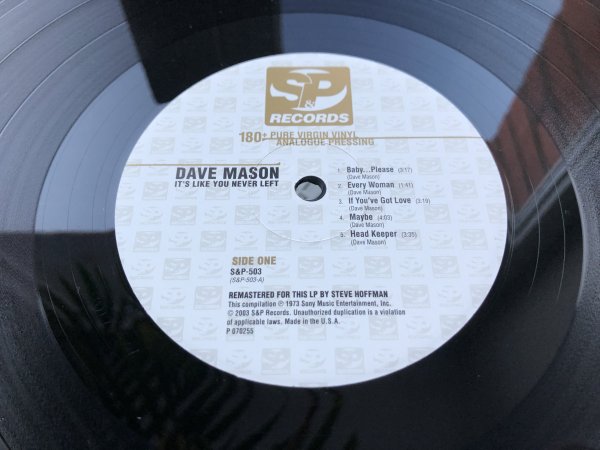 S&P
RECORDS
180+ PURE VIRGIN VINYL
ANALOGUE PRESSING
DAVE MASON
IT'S LIKE YOU NEVER LEFT
1. Baby...Please (3:17)
(Dave Mason)
2. Every Woman (1:41)
(Dave Mason)
3. If You've Got Love (3:19)
(Dave Mason)
4. Maybe (4:03)
(Dave Mason)
5. Head Keeper (3:35)
(Dave Mason)
SIDE ONE
S&P-503
(S&P-503-A)
REMASTERED FOR THIS LP BY STEVE HOFFMAN
This compilation ℗ 1973 Sony Music Entertainment, Inc.
© 2003 S&P Records. Unauthorized duplication is a violation
of applicable laws. Made in the U.S.A.
P 070255